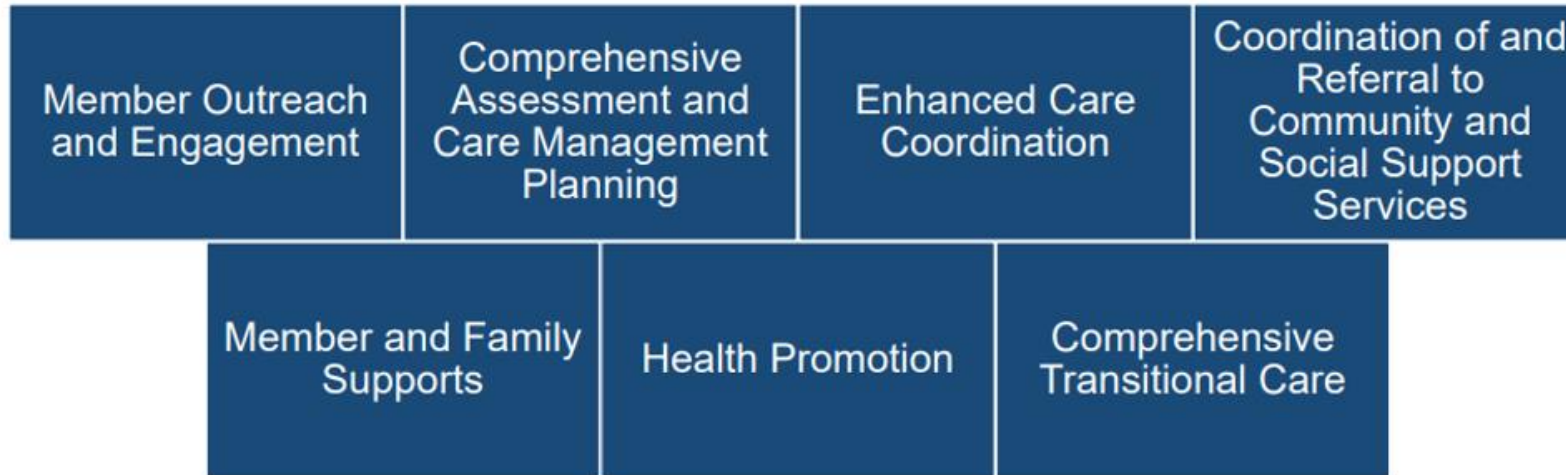 Member Outreach
and Engagement
Comprehensive
Assessment and
Care Management
Planning
Enhanced Care
Coordination
Coordination of and
Referral to
Community and
Social Support
Services
Member and Family
Supports
Health Promotion
Comprehensive
Transitional Care